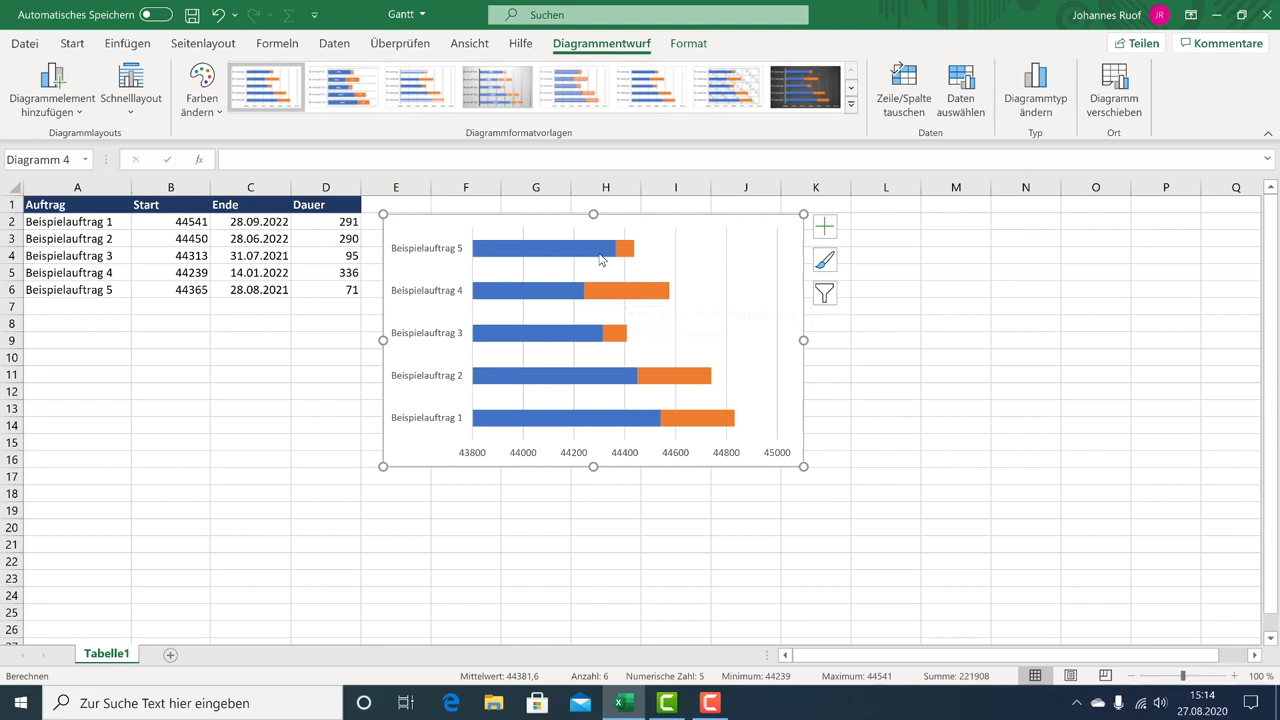 Automatisches Speichern
Gantt
Suchen
Johannes Ruof
JR
Datei
Start
Einfügen
Seitenlayout
Formeln
Daten
Überprüfen
Ansicht
Hilfe
Diagrammentwurf
Format
Teilen
Kommentare
Diagrammelement hinzufügen
Schnelllayout
Farben ändern
Zeile/Spalte tauschen
Daten auswählen
Diagrammtyp ändern
Diagramm verschieben
Diagrammlayouts
Diagrammformatvorlagen
Daten
Typ
Ort
Diagramm 4
fx
A B C D E F G H I J K L M N O P Q
1 Auftrag Start Ende Dauer
2 Beispielauftrag 1 44541 28.09.2022 291
3 Beispielauftrag 2 44450 28.06.2022 290
4 Beispielauftrag 3 44313 31.07.2021 95
5 Beispielauftrag 4 44239 14.01.2022 336
6 Beispielauftrag 5 44365 28.08.2021 71
7
8
9
10
11
12
13
14
15
16
17
18
19
20
21
22
23
24
25
26
Beispielauftrag 5
Beispielauftrag 4
Beispielauftrag 3
Beispielauftrag 2
Beispielauftrag 1
43800 44000 44200 44400 44600 44800 45000
Tabelle1
Berechnen
Mittelwert: 44381,6
Anzahl: 6
Numerische Zahl: 5
Minimum: 44239
Maximum: 44541
Summe: 221908
100 %
Zur Suche Text hier eingeben
15:14
27.08.2020